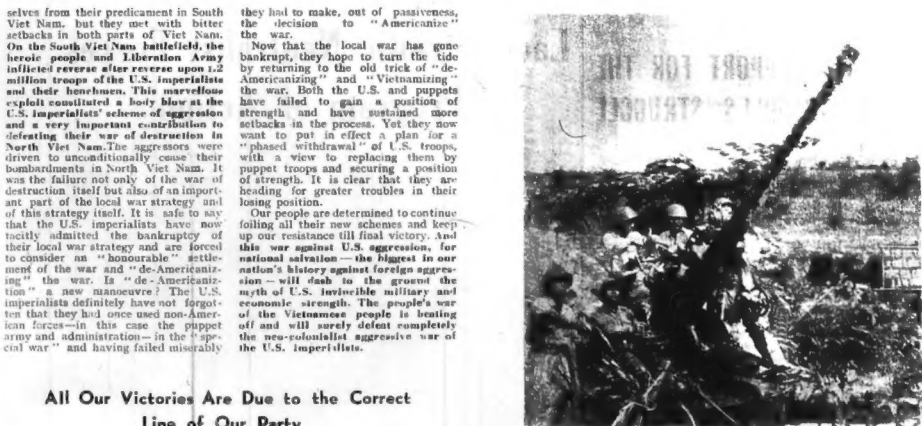 selves from their predicament in South
Viet Nam. but they met with bitter
setbacks in both parts of Viet Nam.
On the South Viet Nam battlefield, the
heroic people and Liberation Army
inflicted reverse after reverse upon 1.2
million troops of the U.S. imperialists
and their henchmen. This marvellous
exploit constituted a body blow at the
U.S. imperialists' scheme of aggression
and a very important contribution to
defeating their war of destruction in
North Viet Nam.The aggressors were
driven to unconditionally cease their
bombardments in North Viet Nam. It
was the failure not only of the war of
destruction itself but also of an import-
ant part of the local war strategy and
of this strategy itself. It is safe to say
that the U.S. imperialists have now
tacitly admitted the bankruptcy of
their local war strategy and are forced
to consider an "honourable" settle-
ment of the war and "de-Americaniz-
ing" the war. Is "de-Americaniza-
tion" a new manoeuvre? The U.S.
imperialists definitely have not forgot-
ten that they had once used non-Amer-
ican forces—in this case the puppet
army and administration—in the "spe-
cial war" and having failed miserably
they had to make, out of passiveness,
the decision to "Americanize"
the war.
Now that the local war has gone
bankrupt, they hope to turn the tide
by returning to the old trick of "de-
Americanizing" and "Vietnamizing"
the war. Both the U.S. and puppets
have failed to gain a position of
strength and have sustained more
setbacks in the process. Yet they now
want to put in effect a plan for a
"phased withdrawal" of U.S. troops,
with a view to replacing them by
puppet troops and securing a position
of strength. It is clear that they are
heading for greater troubles in their
losing position.
Our people are determined to continue
foiling all their new schemes and keep
up our resistance till final victory. And
this war against U.S. aggression, for
national salvation—the biggest in our
nation's history against foreign aggres-
sion—will dash to the ground the
myth of U.S. invincible military and
economic strength. The people's war
of the Vietnamese people is beating
off and will surely defeat completely
the neo-colonialist aggressive war of
the U.S. imperialists.
All Our Victories Are Due to the Correct
Line of Our Party